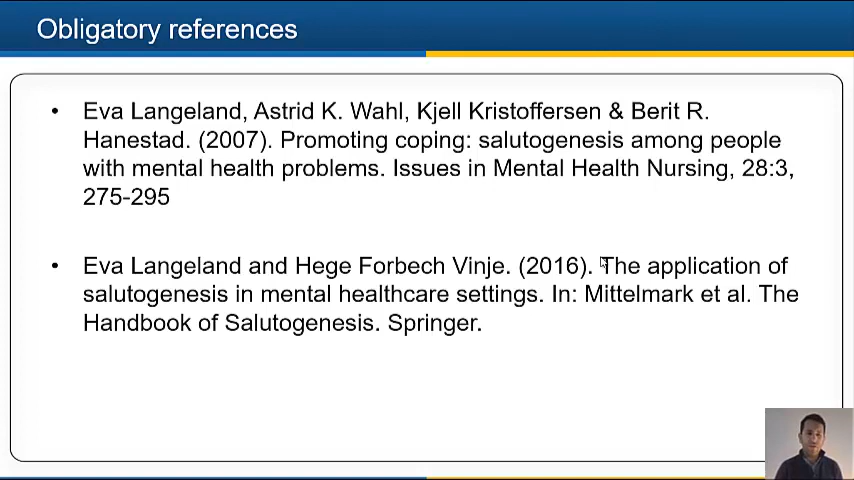 Obligatory references
• Eva Langeland, Astrid K. Wahl, Kjell Kristoffersen & Berit R.
Hanestad. (2007). Promoting coping: salutogenesis among people
with mental health problems. Issues in Mental Health Nursing, 28:3,
275-295
• Eva Langeland and Hege Forbech Vinje. (2016). The application of
salutogenesis in mental healthcare settings. In: Mittelmark et al. The
Handbook of Salutogenesis. Springer.